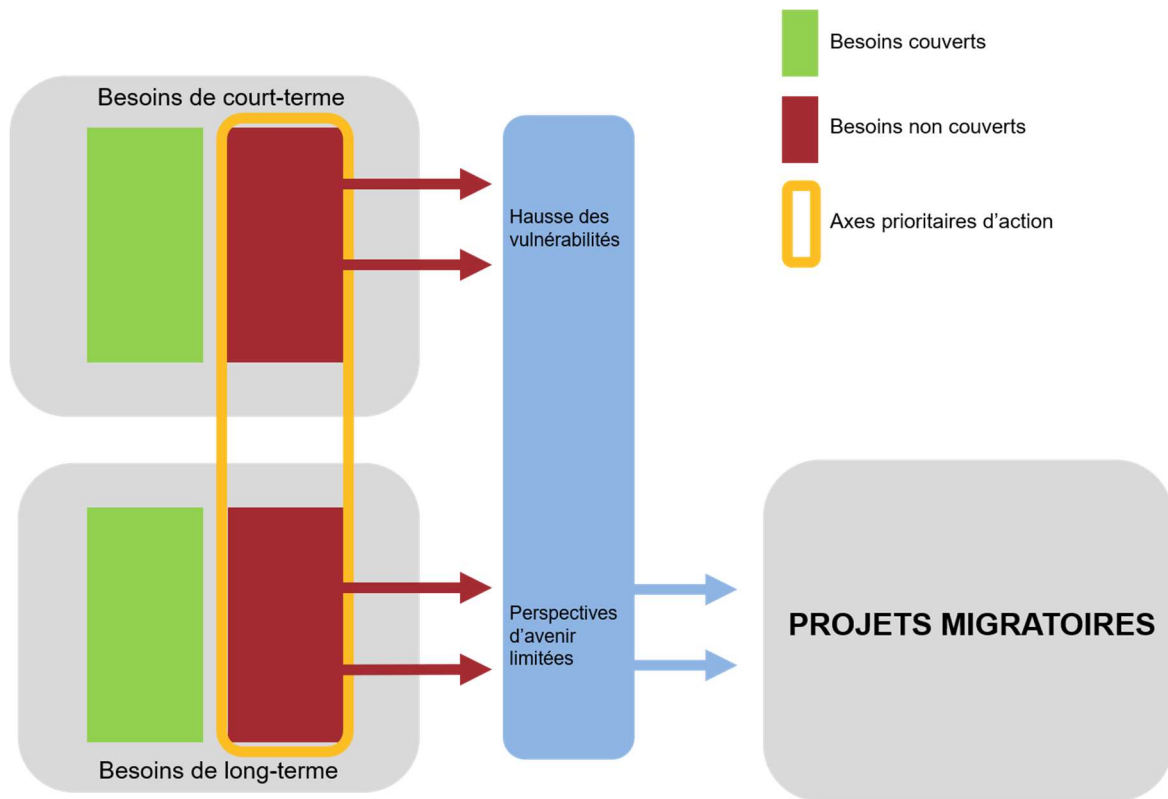 Besoins couverts
Besoins de court-terme
Besoins non couverts
Hausse des
vulnérabilités
Axes prioritaires d’action
Perspectives
d’avenir
limitées
PROJETS MIGRATOIRES
Besoins de long-terme